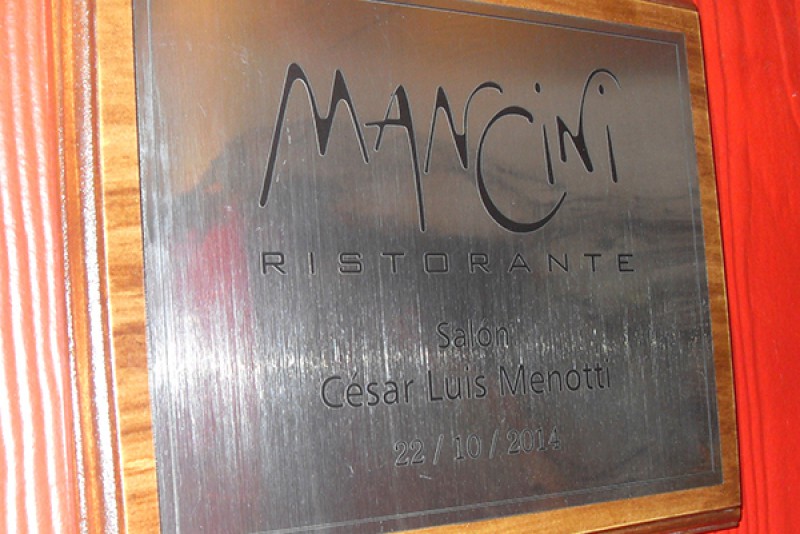 MANCiNi
RISTORANTE
Salón
César Luis Menotti
22 / 10 / 2014